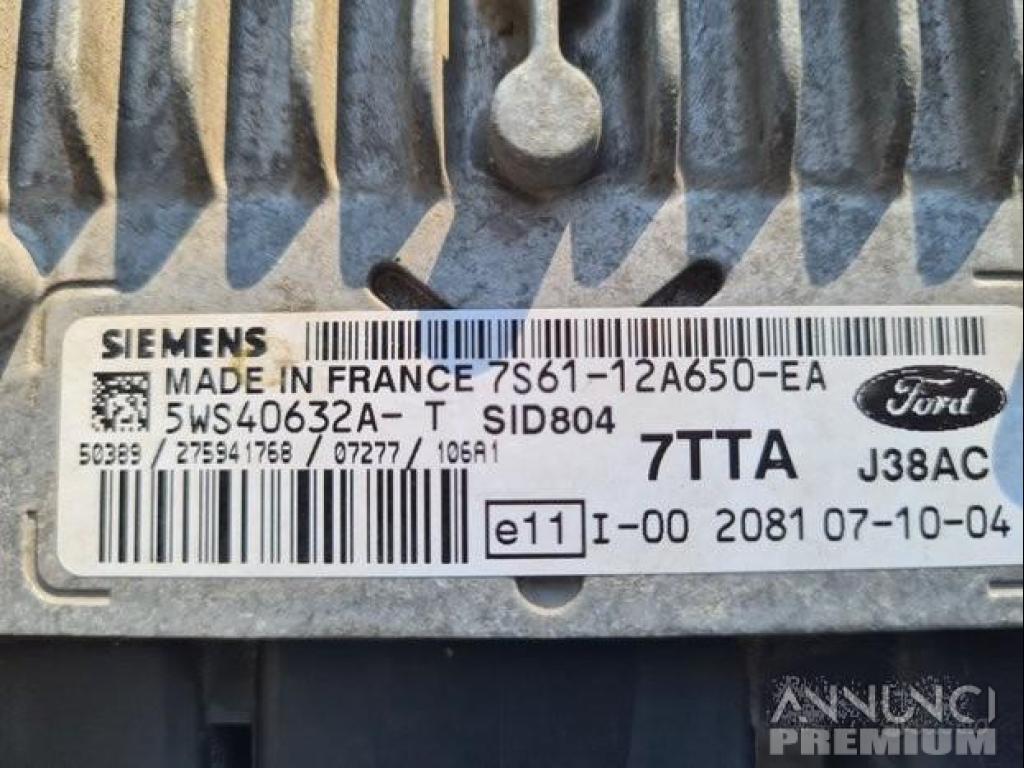 SIEMENS
MADE IN FRANCE 7S61-12A650-EA
Ford
5WS40632A- T SID804
50389 / 275941768 / 07277 / 106A1
7TTA J38AC
e11 I-00 2081 07-10-04
ANNUNCI
PREMIUM